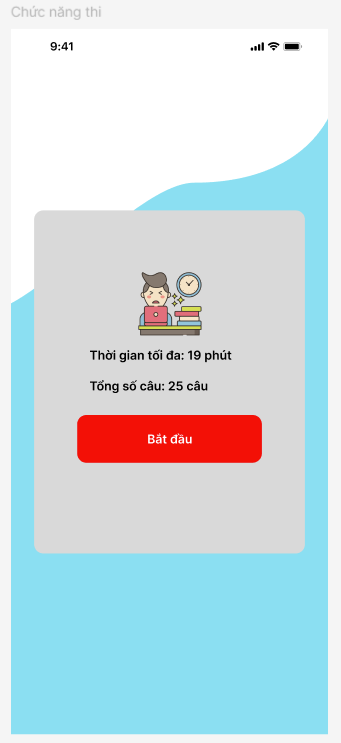 Chức năng thi
9:41
Thời gian tối đa: 19 phút
Tổng số câu: 25 câu
Bắt đầu